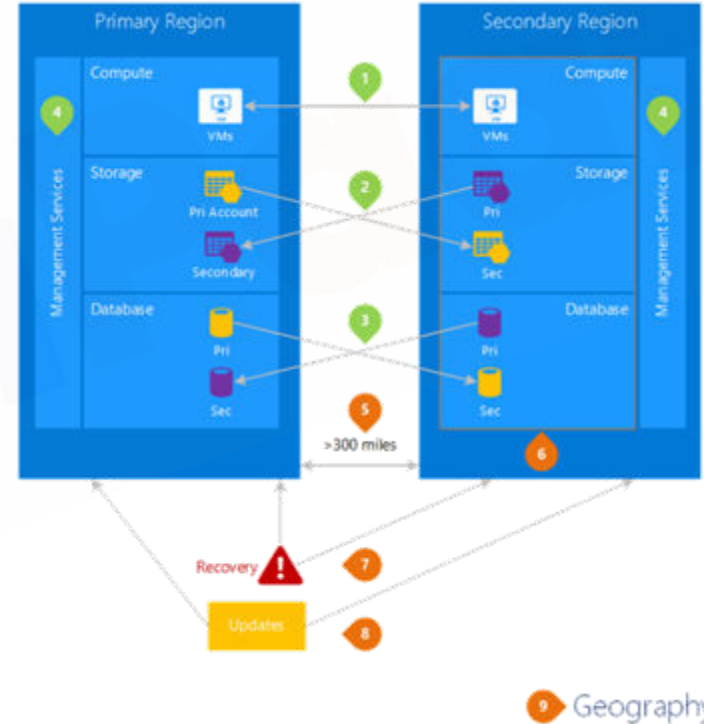 Primary Region
Secondary Region
Compute
1
Compute
4
VMs
VMs
4
Storage
2
Storage
Pri Account
Pri
Management Services
Secondary
Sec
Management Services
Database
3
Database
Pri
Pri
Sec
5
Sec
>300 miles
6
Recovery
7
Updates
8
9 Geography